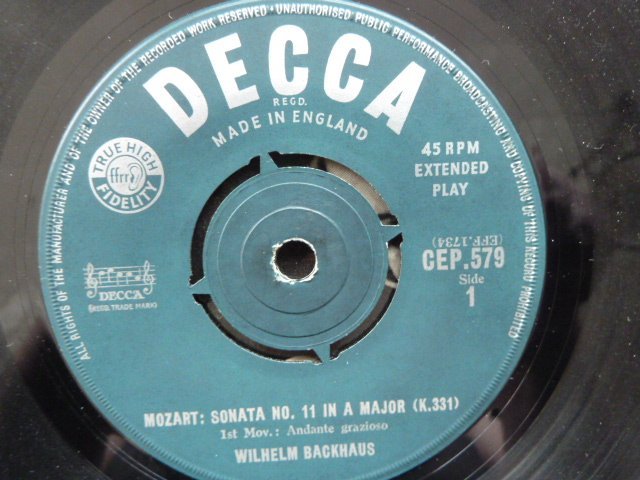 ALL RIGHTS OF THE MANUFACTURER AND OF THE OWNER OF THE RECORDED WORK RESERVED · UNAUTHORISED PUBLIC PERFORMANCE, BROADCASTING AND COPYING OF THIS RECORD PROHIBITED
DECCA
REGD.
MADE IN ENGLAND
TRUE HIGH
ffrr
FIDELITY
45 RPM
EXTENDED
PLAY
(EFF.1734)
CEP.579
Side
1
DECCA
(REGD. TRADE MARK)
MOZART: SONATA NO. 11 IN A MAJOR (K.331)
1st Mov.: Andante grazioso
WILHELM BACKHAUS